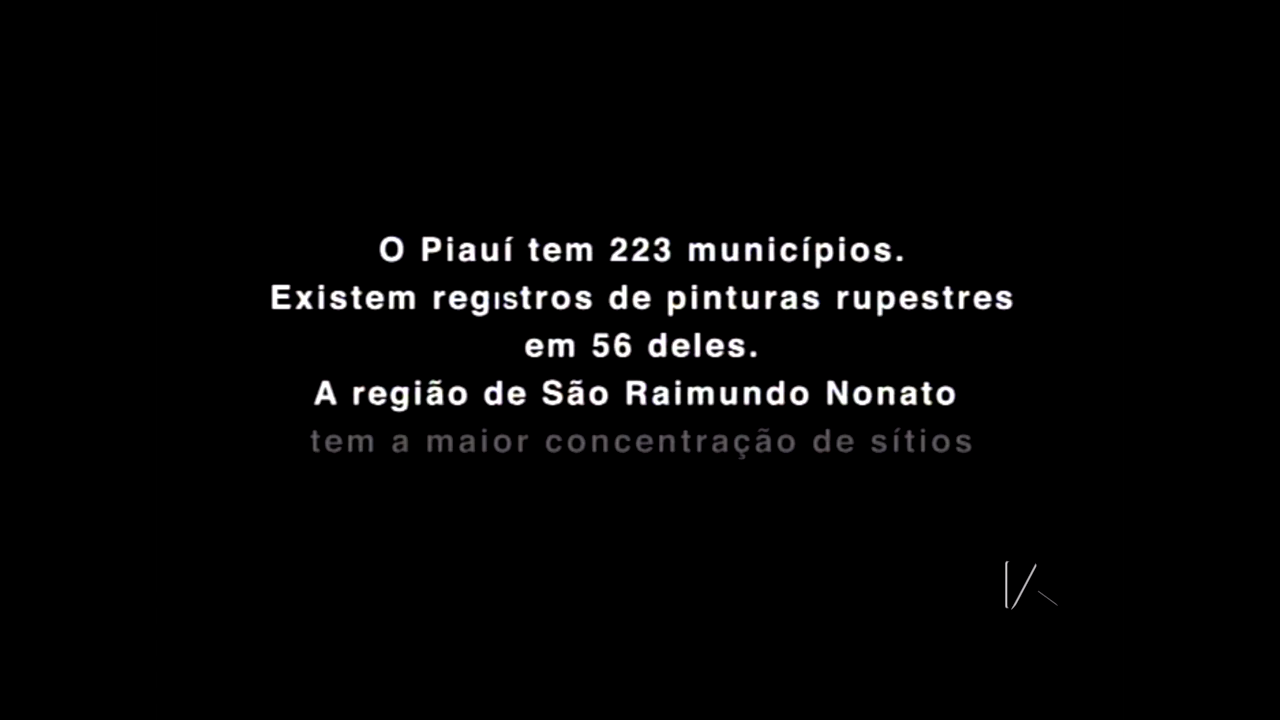 O Piauí tem 223 municípios.
Existem registros de pinturas rupestres
em 56 deles.
A região de São Raimundo Nonato
tem a maior concentração de sítios